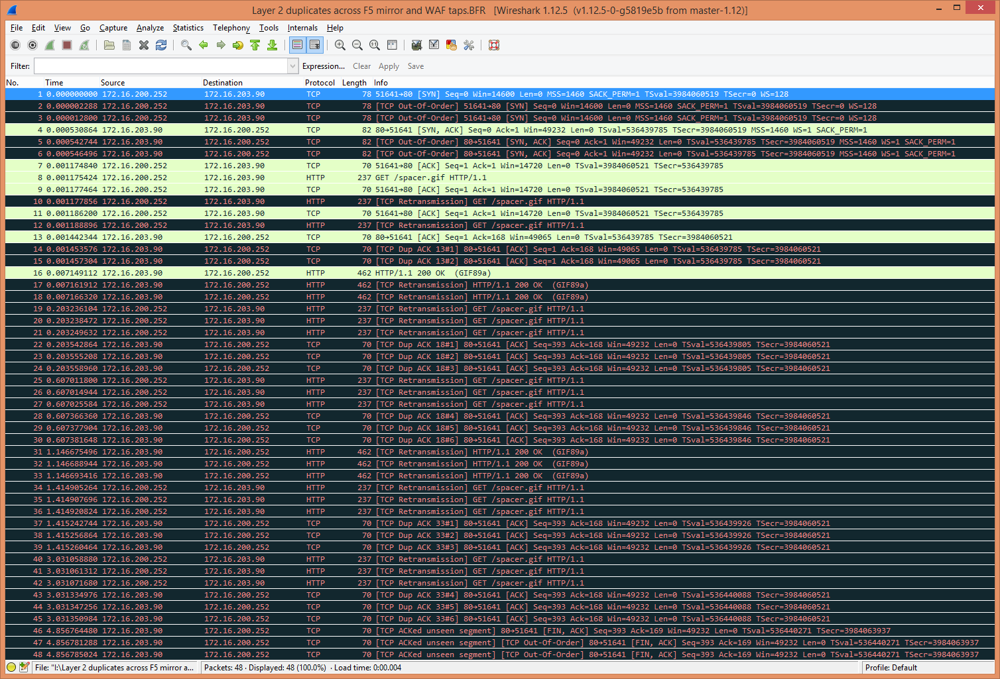 Layer 2 duplicates across F5 mirror and WAF taps.BFR [Wireshark 1.12.5 (v1.12.5-0-g5819e5b from master-1.12)]
File Edit View Go Capture Analyze Statistics Telephony Tools Internals Help
Filter: Expression... Clear Apply Save
No. Time Source Destination Protocol Length Info
1 0.000000000 172.16.200.252 172.16.203.90 TCP 78 51641→80 [SYN] Seq=0 Win=14600 Len=0 MSS=1460 SACK_PERM=1 TSval=3984060519 TSecr=0 WS=128
2 0.000002288 172.16.200.252 172.16.203.90 TCP 78 [TCP Out-Of-Order] 51641→80 [SYN] Seq=0 Win=14600 Len=0 MSS=1460 SACK_PERM=1 TSval=3984060519 TSecr=0 WS=128
3 0.000012800 172.16.200.252 172.16.203.90 TCP 78 [TCP Out-Of-Order] 51641→80 [SYN] Seq=0 Win=14600 Len=0 MSS=1460 SACK_PERM=1 TSval=3984060519 TSecr=0 WS=128
4 0.000530864 172.16.203.90 172.16.200.252 TCP 82 80→51641 [SYN, ACK] Seq=0 Ack=1 Win=49232 Len=0 TSval=536439785 TSecr=3984060519 MSS=1460 WS=1 SACK_PERM=1
5 0.000542744 172.16.203.90 172.16.200.252 TCP 82 [TCP Out-Of-Order] 80→51641 [SYN, ACK] Seq=0 Ack=1 Win=49232 Len=0 TSval=536439785 TSecr=3984060519 MSS=1460 WS=1 SACK_PERM=1
6 0.000546496 172.16.203.90 172.16.200.252 TCP 82 [TCP Out-Of-Order] 80→51641 [SYN, ACK] Seq=0 Ack=1 Win=49232 Len=0 TSval=536439785 TSecr=3984060519 MSS=1460 WS=1 SACK_PERM=1
7 0.001174840 172.16.200.252 172.16.203.90 TCP 70 51641→80 [ACK] Seq=1 Ack=1 Win=14720 Len=0 TSval=3984060521 TSecr=536439785
8 0.001175424 172.16.200.252 172.16.203.90 HTTP 237 GET /spacer.gif HTTP/1.1
9 0.001177464 172.16.200.252 172.16.203.90 TCP 70 51641→80 [ACK] Seq=1 Ack=1 Win=14720 Len=0 TSval=3984060521 TSecr=536439785
10 0.001177856 172.16.200.252 172.16.203.90 HTTP 237 [TCP Retransmission] GET /spacer.gif HTTP/1.1
11 0.001186200 172.16.200.252 172.16.203.90 TCP 70 51641→80 [ACK] Seq=1 Ack=1 Win=14720 Len=0 TSval=3984060521 TSecr=536439785
12 0.001188896 172.16.200.252 172.16.203.90 HTTP 237 [TCP Retransmission] GET /spacer.gif HTTP/1.1
13 0.001442344 172.16.203.90 172.16.200.252 TCP 70 80→51641 [ACK] Seq=1 Ack=168 Win=49065 Len=0 TSval=536439785 TSecr=3984060521
14 0.001453576 172.16.203.90 172.16.200.252 TCP 70 [TCP Dup ACK 13#1] 80→51641 [ACK] Seq=1 Ack=168 Win=49065 Len=0 TSval=536439785 TSecr=3984060521
15 0.001457304 172.16.203.90 172.16.200.252 TCP 70 [TCP Dup ACK 13#2] 80→51641 [ACK] Seq=1 Ack=168 Win=49065 Len=0 TSval=536439785 TSecr=3984060521
16 0.007149112 172.16.203.90 172.16.200.252 HTTP 462 HTTP/1.1 200 OK (GIF89a)
17 0.007161912 172.16.203.90 172.16.200.252 HTTP 462 [TCP Retransmission] HTTP/1.1 200 OK (GIF89a)
18 0.007166320 172.16.203.90 172.16.200.252 HTTP 462 [TCP Retransmission] HTTP/1.1 200 OK (GIF89a)
19 0.203236104 172.16.200.252 172.16.203.90 HTTP 237 [TCP Retransmission] GET /spacer.gif HTTP/1.1
20 0.203238472 172.16.200.252 172.16.203.90 HTTP 237 [TCP Retransmission] GET /spacer.gif HTTP/1.1
21 0.203249632 172.16.200.252 172.16.203.90 HTTP 237 [TCP Retransmission] GET /spacer.gif HTTP/1.1
22 0.203542864 172.16.203.90 172.16.200.252 TCP 70 [TCP Dup ACK 18#1] 80→51641 [ACK] Seq=393 Ack=168 Win=49232 Len=0 TSval=536439805 TSecr=3984060521
23 0.203555208 172.16.203.90 172.16.200.252 TCP 70 [TCP Dup ACK 18#2] 80→51641 [ACK] Seq=393 Ack=168 Win=49232 Len=0 TSval=536439805 TSecr=3984060521
24 0.203558960 172.16.203.90 172.16.200.252 TCP 70 [TCP Dup ACK 18#3] 80→51641 [ACK] Seq=393 Ack=168 Win=49232 Len=0 TSval=536439805 TSecr=3984060521
25 0.607011800 172.16.200.252 172.16.203.90 HTTP 237 [TCP Retransmission] GET /spacer.gif HTTP/1.1
26 0.607014944 172.16.200.252 172.16.203.90 HTTP 237 [TCP Retransmission] GET /spacer.gif HTTP/1.1
27 0.607025584 172.16.200.252 172.16.203.90 HTTP 237 [TCP Retransmission] GET /spacer.gif HTTP/1.1
28 0.607366360 172.16.203.90 172.16.200.252 TCP 70 [TCP Dup ACK 18#4] 80→51641 [ACK] Seq=393 Ack=168 Win=49232 Len=0 TSval=536439846 TSecr=3984060521
29 0.607377904 172.16.203.90 172.16.200.252 TCP 70 [TCP Dup ACK 18#5] 80→51641 [ACK] Seq=393 Ack=168 Win=49232 Len=0 TSval=536439846 TSecr=3984060521
30 0.607381648 172.16.203.90 172.16.200.252 TCP 70 [TCP Dup ACK 18#6] 80→51641 [ACK] Seq=393 Ack=168 Win=49232 Len=0 TSval=536439846 TSecr=3984060521
31 1.146675496 172.16.203.90 172.16.200.252 HTTP 462 [TCP Retransmission] HTTP/1.1 200 OK (GIF89a)
32 1.146688944 172.16.203.90 172.16.200.252 HTTP 462 [TCP Retransmission] HTTP/1.1 200 OK (GIF89a)
33 1.146693416 172.16.203.90 172.16.200.252 HTTP 462 [TCP Retransmission] HTTP/1.1 200 OK (GIF89a)
34 1.414905264 172.16.200.252 172.16.203.90 HTTP 237 [TCP Retransmission] GET /spacer.gif HTTP/1.1
35 1.414907696 172.16.200.252 172.16.203.90 HTTP 237 [TCP Retransmission] GET /spacer.gif HTTP/1.1
36 1.414920824 172.16.200.252 172.16.203.90 HTTP 237 [TCP Retransmission] GET /spacer.gif HTTP/1.1
37 1.415242744 172.16.203.90 172.16.200.252 TCP 70 [TCP Dup ACK 33#1] 80→51641 [ACK] Seq=393 Ack=168 Win=49232 Len=0 TSval=536439926 TSecr=3984060521
38 1.415256864 172.16.203.90 172.16.200.252 TCP 70 [TCP Dup ACK 33#2] 80→51641 [ACK] Seq=393 Ack=168 Win=49232 Len=0 TSval=536439926 TSecr=3984060521
39 1.415260464 172.16.203.90 172.16.200.252 TCP 70 [TCP Dup ACK 33#3] 80→51641 [ACK] Seq=393 Ack=168 Win=49232 Len=0 TSval=536439926 TSecr=3984060521
40 3.031058880 172.16.200.252 172.16.203.90 HTTP 237 [TCP Retransmission] GET /spacer.gif HTTP/1.1
41 3.031061312 172.16.200.252 172.16.203.90 HTTP 237 [TCP Retransmission] GET /spacer.gif HTTP/1.1
42 3.031071680 172.16.200.252 172.16.203.90 HTTP 237 [TCP Retransmission] GET /spacer.gif HTTP/1.1
43 3.031334976 172.16.203.90 172.16.200.252 TCP 70 [TCP Dup ACK 33#4] 80→51641 [ACK] Seq=393 Ack=168 Win=49232 Len=0 TSval=536440088 TSecr=3984060521
44 3.031347256 172.16.203.90 172.16.200.252 TCP 70 [TCP Dup ACK 33#5] 80→51641 [ACK] Seq=393 Ack=168 Win=49232 Len=0 TSval=536440088 TSecr=3984060521
45 3.031350984 172.16.203.90 172.16.200.252 TCP 70 [TCP Dup ACK 33#6] 80→51641 [ACK] Seq=393 Ack=168 Win=49232 Len=0 TSval=536440088 TSecr=3984060521
46 4.856764480 172.16.203.90 172.16.200.252 TCP 70 [TCP ACKed unseen segment] 80→51641 [FIN, ACK] Seq=393 Ack=169 Win=49232 Len=0 TSval=536440271 TSecr=3984063937
47 4.856781288 172.16.203.90 172.16.200.252 TCP 70 [TCP ACKed unseen segment] [TCP Out-Of-Order] 80→51641 [FIN, ACK] Seq=393 Ack=169 Win=49232 Len=0 TSval=536440271 TSecr=3984063937
48 4.856785024 172.16.203.90 172.16.200.252 TCP 70 [TCP ACKed unseen segment] [TCP Out-Of-Order] 80→51641 [FIN, ACK] Seq=393 Ack=169 Win=49232 Len=0 TSval=536440271 TSecr=3984063937
File: "I:\Layer 2 duplicates across F5 mirror a... Packets: 48 · Displayed: 48 (100.0%) · Load time: 0:00.004 Profile: Default